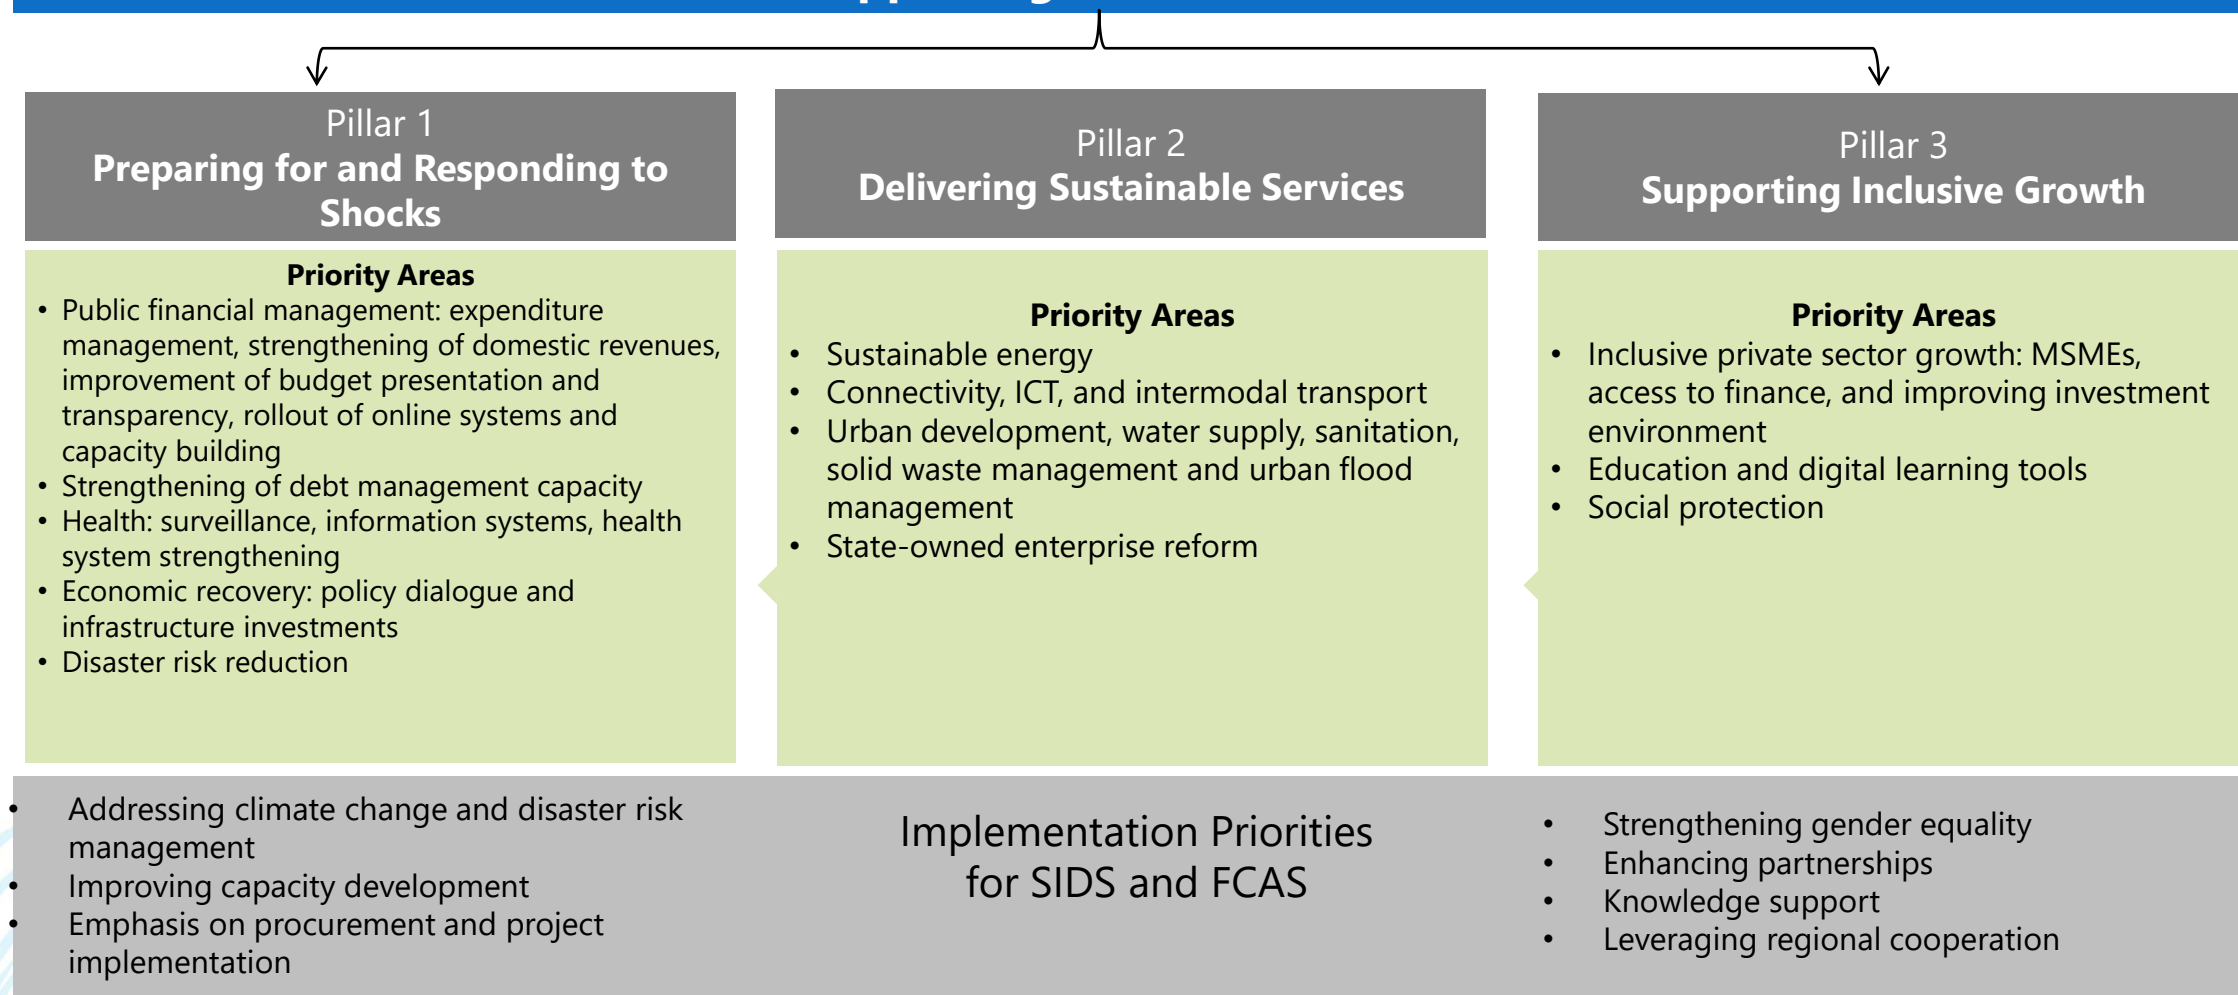 Pillar 1
Preparing for and Responding to
Shocks
Priority Areas
• Public financial management: expenditure
management, strengthening of domestic revenues,
improvement of budget presentation and
transparency, rollout of online systems and
capacity building
• Strengthening of debt management capacity
• Health: surveillance, information systems, health
system strengthening
• Economic recovery: policy dialogue and
infrastructure investments
• Disaster risk reduction
Pillar 2
Delivering Sustainable Services
Priority Areas
• Sustainable energy
• Connectivity, ICT, and intermodal transport
• Urban development, water supply, sanitation,
solid waste management and urban flood
management
• State-owned enterprise reform
Pillar 3
Supporting Inclusive Growth
Priority Areas
• Inclusive private sector growth: MSMEs,
access to finance, and improving investment
environment
• Education and digital learning tools
• Social protection
• Addressing climate change and disaster risk
management
• Improving capacity development
• Emphasis on procurement and project
implementation
Implementation Priorities
for SIDS and FCAS
• Strengthening gender equality
• Enhancing partnerships
• Knowledge support
• Leveraging regional cooperation